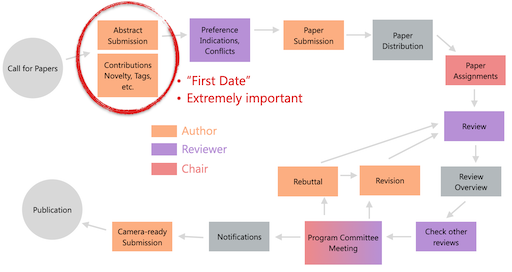 Abstract
Submission
Contributions
Novelty, Tags,
etc.
Call for Papers
Preference
Indications,
Conflicts
Paper
Submission
Paper
Distribution
Paper
Assignments
• “First Date”
• Extremely important
Author
Reviewer
Chair
Review
Rebuttal
Revision
Review
Overview
Publication
Camera-ready
Submission
Notifications
Program Committee
Meeting
Check other
reviews